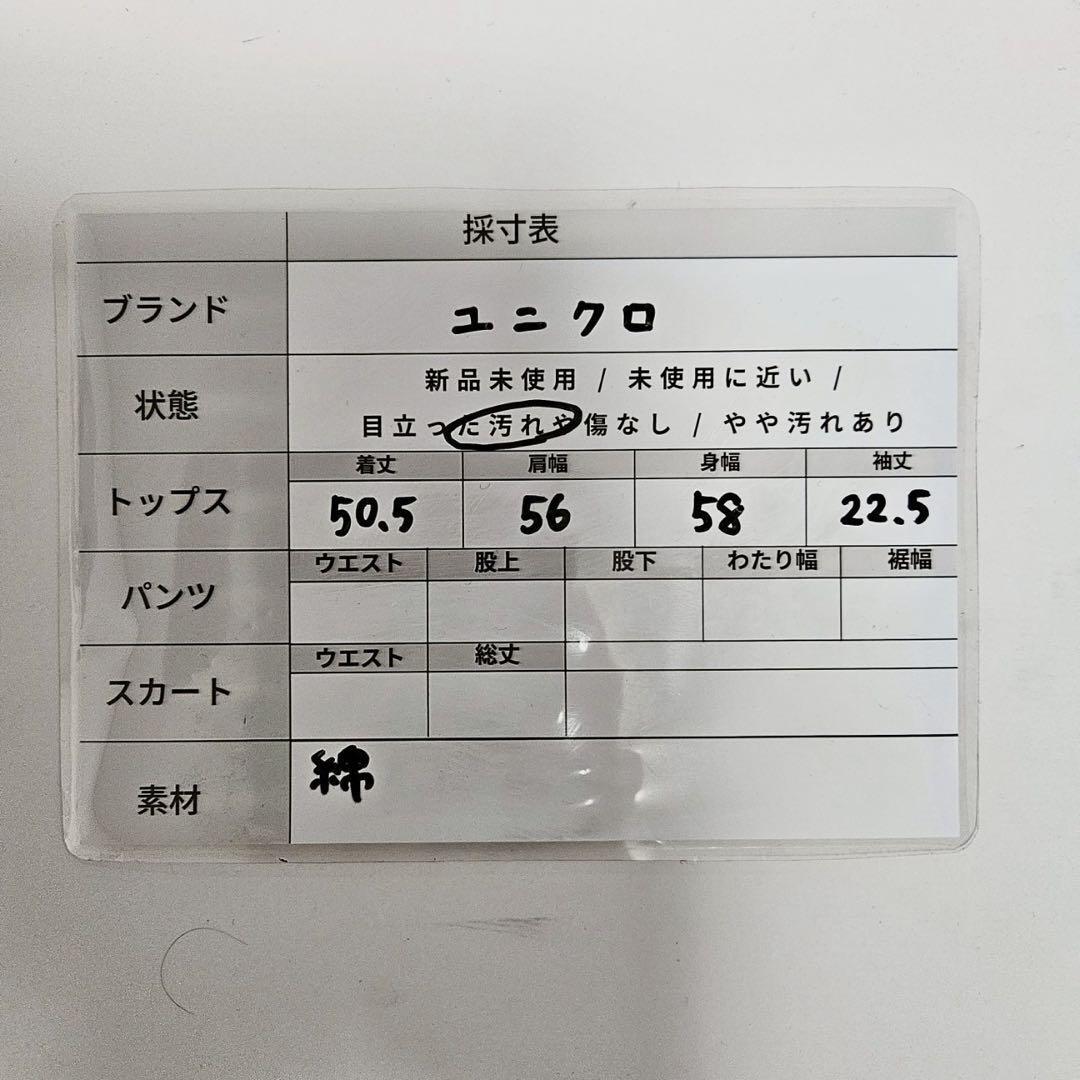 採寸表
ブランド ユニクロ
状態 新品未使用 / 未使用に近い /
目立った汚れや傷なし / やや汚れあり
着丈 肩幅 身幅 袖丈
トップス 50.5 56 58 22.5
ウエスト 股上 股下 わたり幅 裾幅
パンツ
ウエスト 総丈
スカート
素材 綿